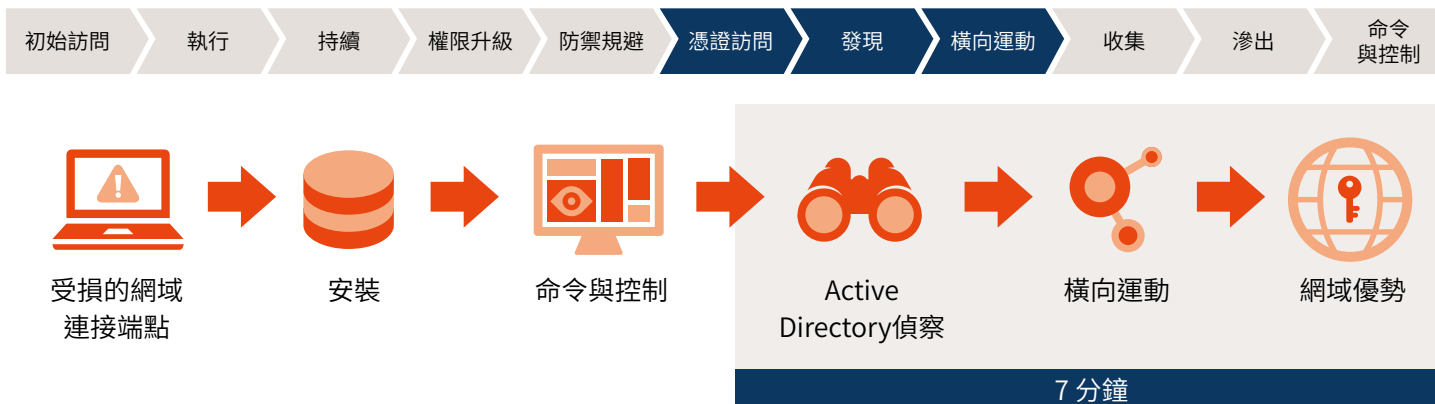 初始訪問
執行
持續
權限升級
防禦規避
憑證訪問
發現
橫向運動
收集
滲出
命令
與控制
受損的網域
連接端點
安裝
命令與控制
Active
Directory偵察
橫向運動
網域優勢
7 分鐘